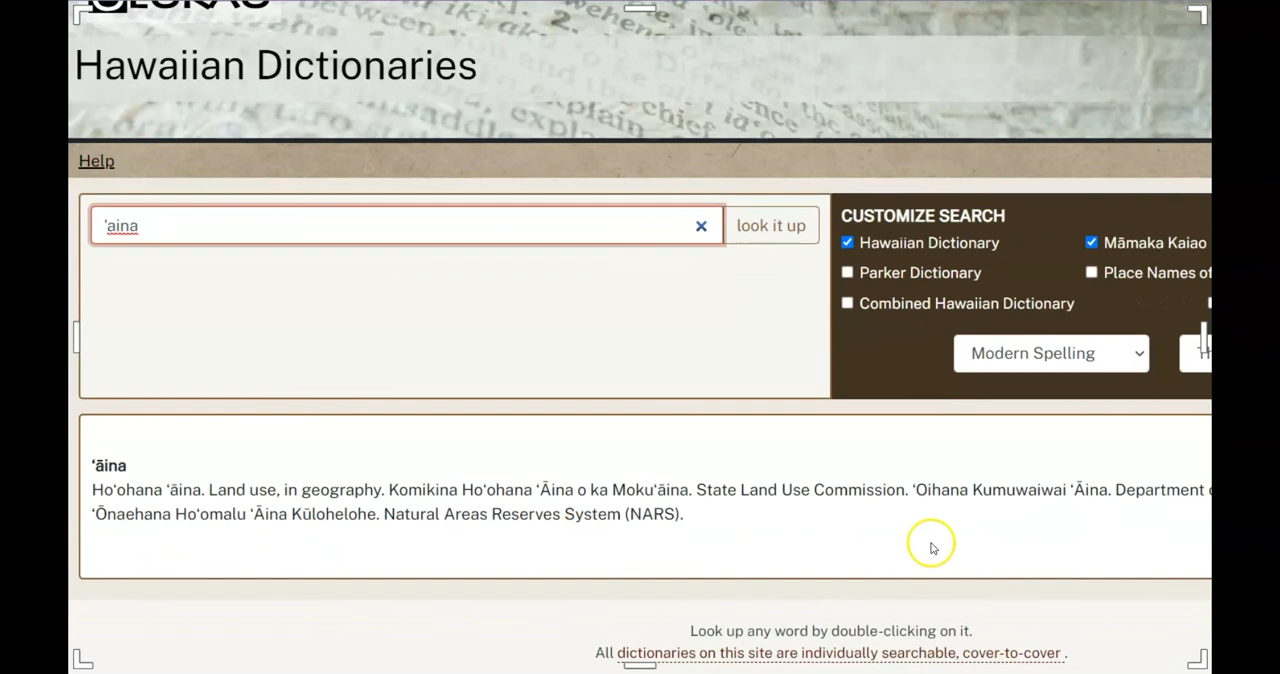 Hawaiian Dictionaries
Help
'aina
look it up
CUSTOMIZE SEARCH
Hawaiian Dictionary
Māmaka Kaiao
Parker Dictionary
Place Names of
Combined Hawaiian Dictionary
Modern Spelling
ʻāina
Hoʻohana ʻāina. Land use, in geography. Komikina Hoʻohana ʻĀina o ka Mokuʻāina. State Land Use Commission. ʻOihana Kumuwaiwai ʻĀina. Department
ʻŌnaehana Hoʻomalu ʻĀina Kūlohelohe. Natural Areas Reserves System (NARS).
Look up any word by double-clicking on it.
All dictionaries on this site are individually searchable, cover-to-cover .